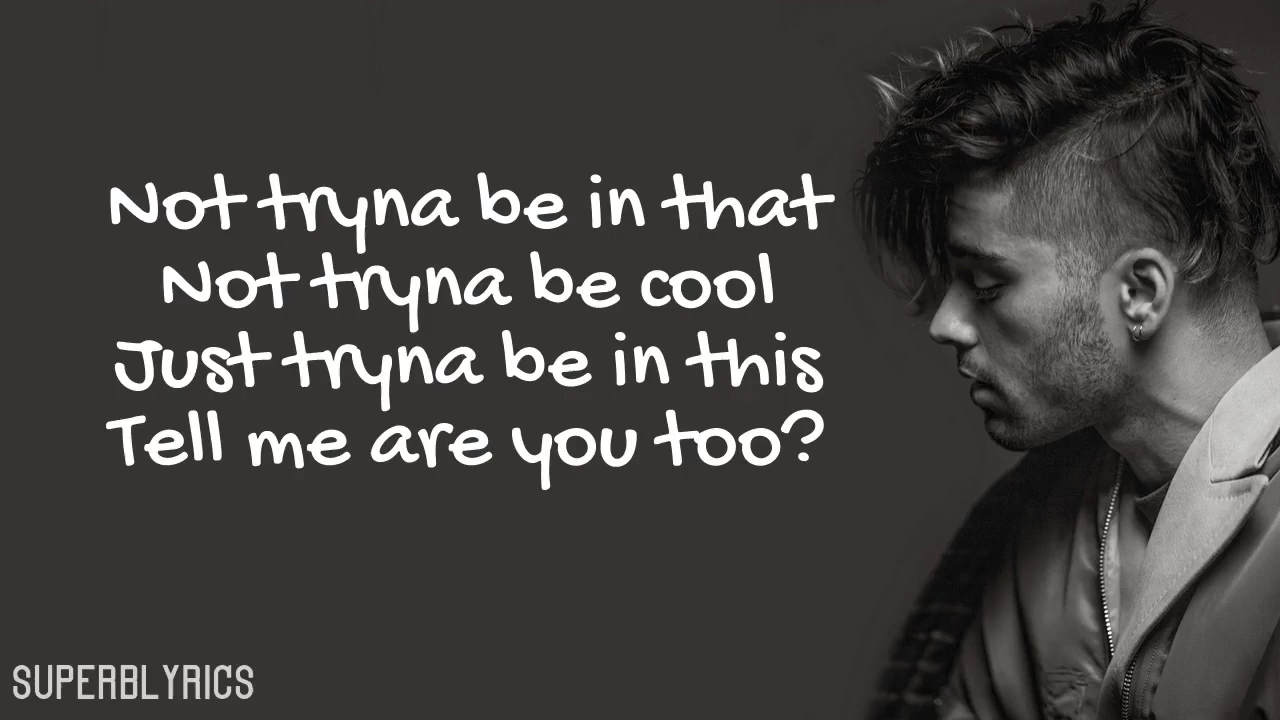 Not tryna be in that
Not tryna be cool
Just tryna be in this
Tell me are you too?
SUPERBLYRICS